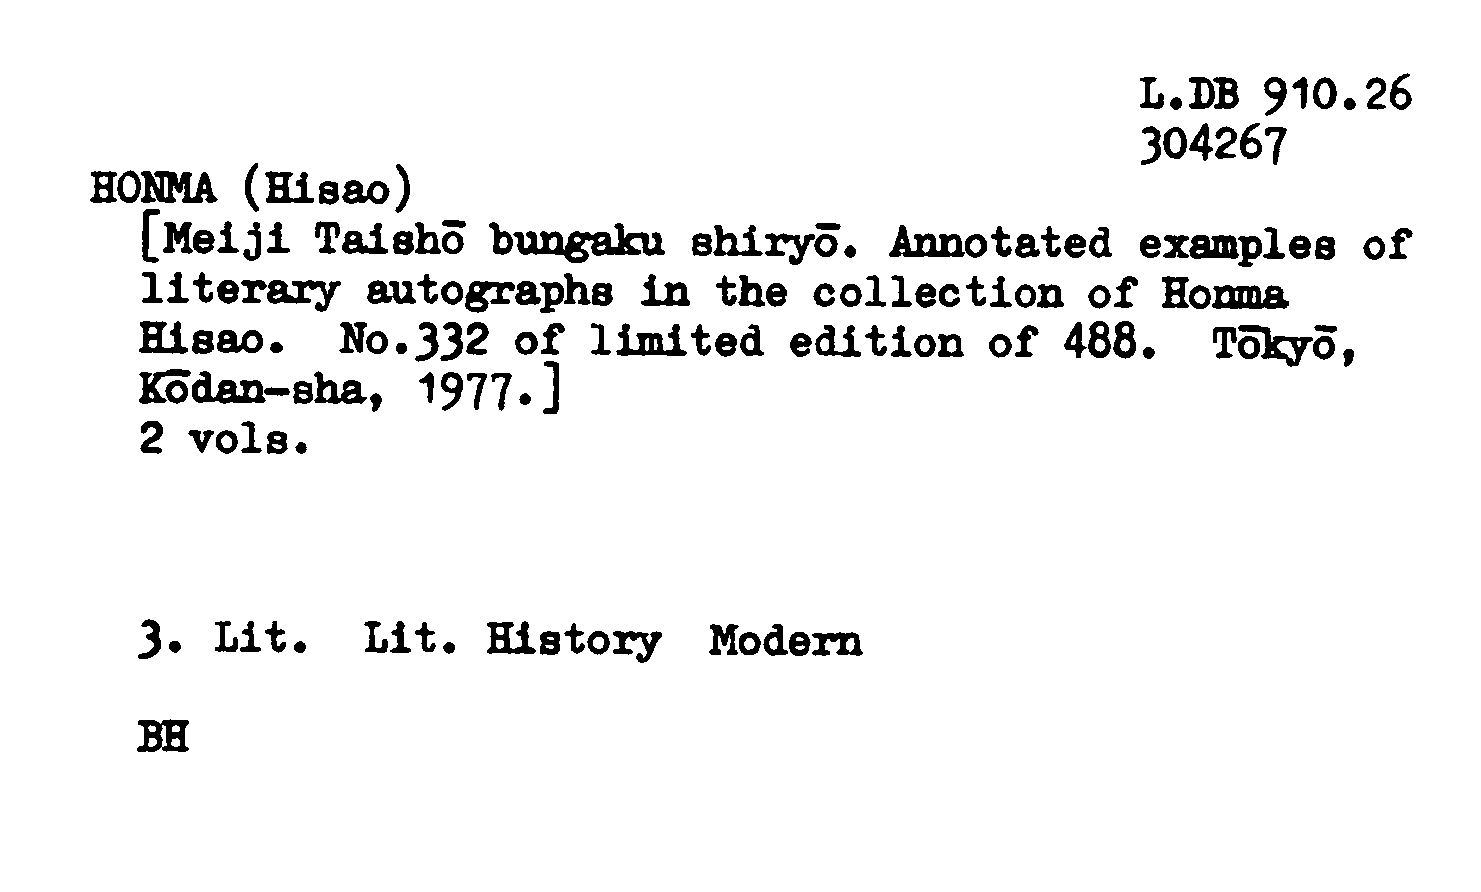 L.DB 910.26
304267
HONMA (Hisao)
[Meiji Taishō bungaku shiryō. Annotated examples of
literary autographs in the collection of Honma
Hisao. No.332 of limited edition of 488. Tōkyō,
Kōdan-sha, 1977.]
2 vols.
3. Lit. Lit. History Modern
BH